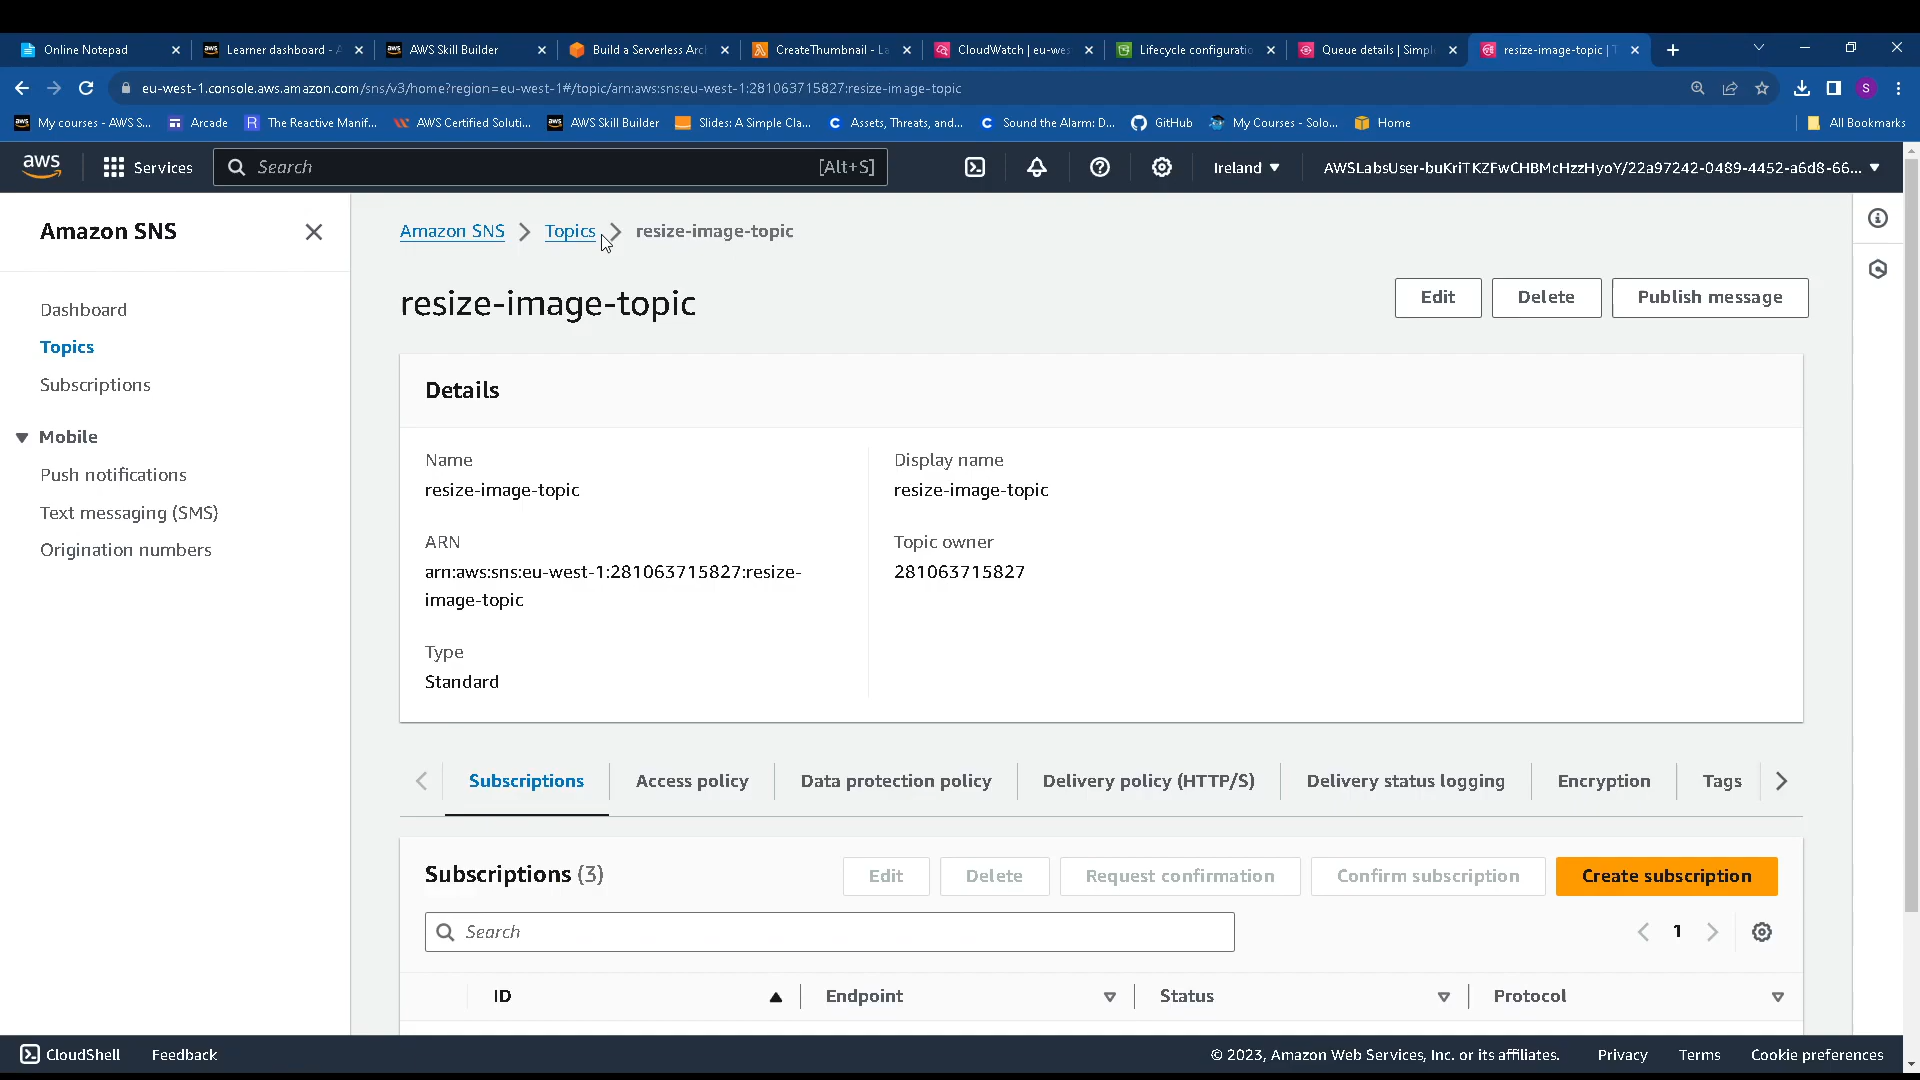 Online Notepad
Learner dashboard - A
AWS Skill Builder
Build a Serverless Arc
CreateThumbnail - La
CloudWatch | eu-wes
Lifecycle configuratio
Queue details | Simpl
resize-image-topic | T
eu-west-1.console.aws.amazon.com/sns/v3/home?region=eu-west-1#/topic/arn:aws:sns:eu-west-1:281063715827:resize-image-topic
S
My courses - AWS S...
Arcade
The Reactive Manif...
AWS Certified Soluti...
AWS Skill Builder
Slides: A Simple Cla...
Assets, Threats, and...
Sound the Alarm: D...
GitHub
My Courses - Solo...
Home
All Bookmarks
aws
Services
Search
[Alt+S]
Ireland
AWSLabsUser-buKriTKZFwCHBMcHzzHyoY/22a97242-0489-4452-a6d8-66...
Amazon SNS
Dashboard
Topics
Subscriptions
Mobile
Push notifications
Text messaging (SMS)
Origination numbers
Amazon SNS
Topics
resize-image-topic
resize-image-topic
Edit
Delete
Publish message
Details
Name
resize-image-topic
Display name
resize-image-topic
ARN
arn:aws:sns:eu-west-1:281063715827:resize-
image-topic
Topic owner
281063715827
Type
Standard
Subscriptions
Access policy
Data protection policy
Delivery policy (HTTP/S)
Delivery status logging
Encryption
Tags
Subscriptions (3)
Edit
Delete
Request confirmation
Confirm subscription
Create subscription
Search
1
ID
Endpoint
Status
Protocol
CloudShell
Feedback
© 2023, Amazon Web Services, Inc. or its affiliates.
Privacy
Terms
Cookie preferences